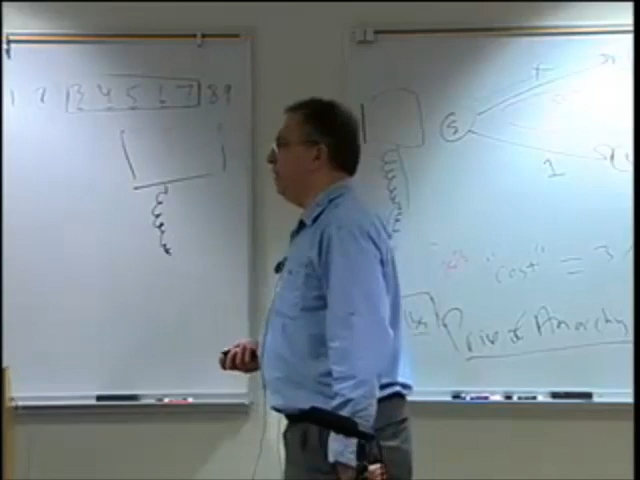 1 2 3 4 5 6 7 8 9
x
S
1
"cost" = 3/
Price of Anarchy